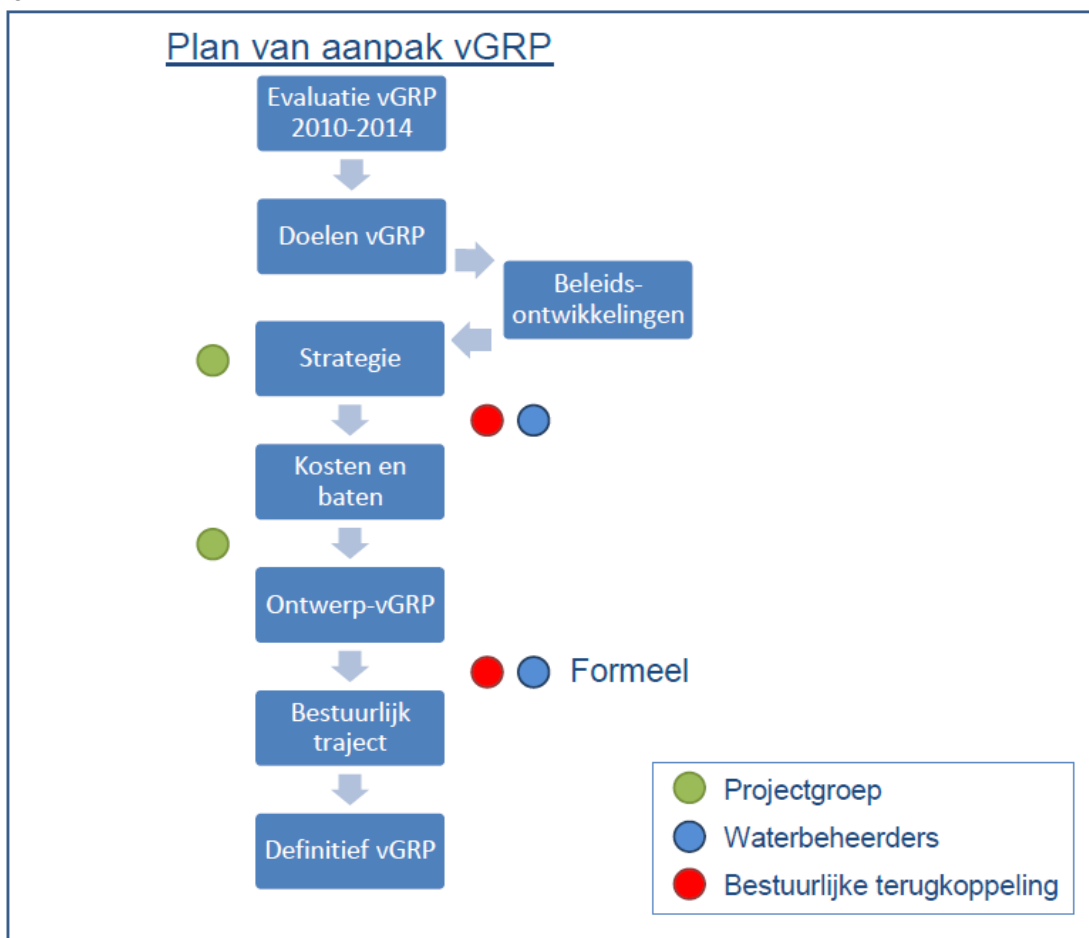 Plan van aanpak vGRP
Evaluatie vGRP
2010-2014
Doelen vGRP
Beleids-
ontwikkelingen
Strategie
Kosten en
baten
Ontwerp-vGRP
Formeel
Bestuurlijk
traject
Definitief vGRP
Projectgroep
Waterbeheerders
Bestuurlijke terugkoppeling